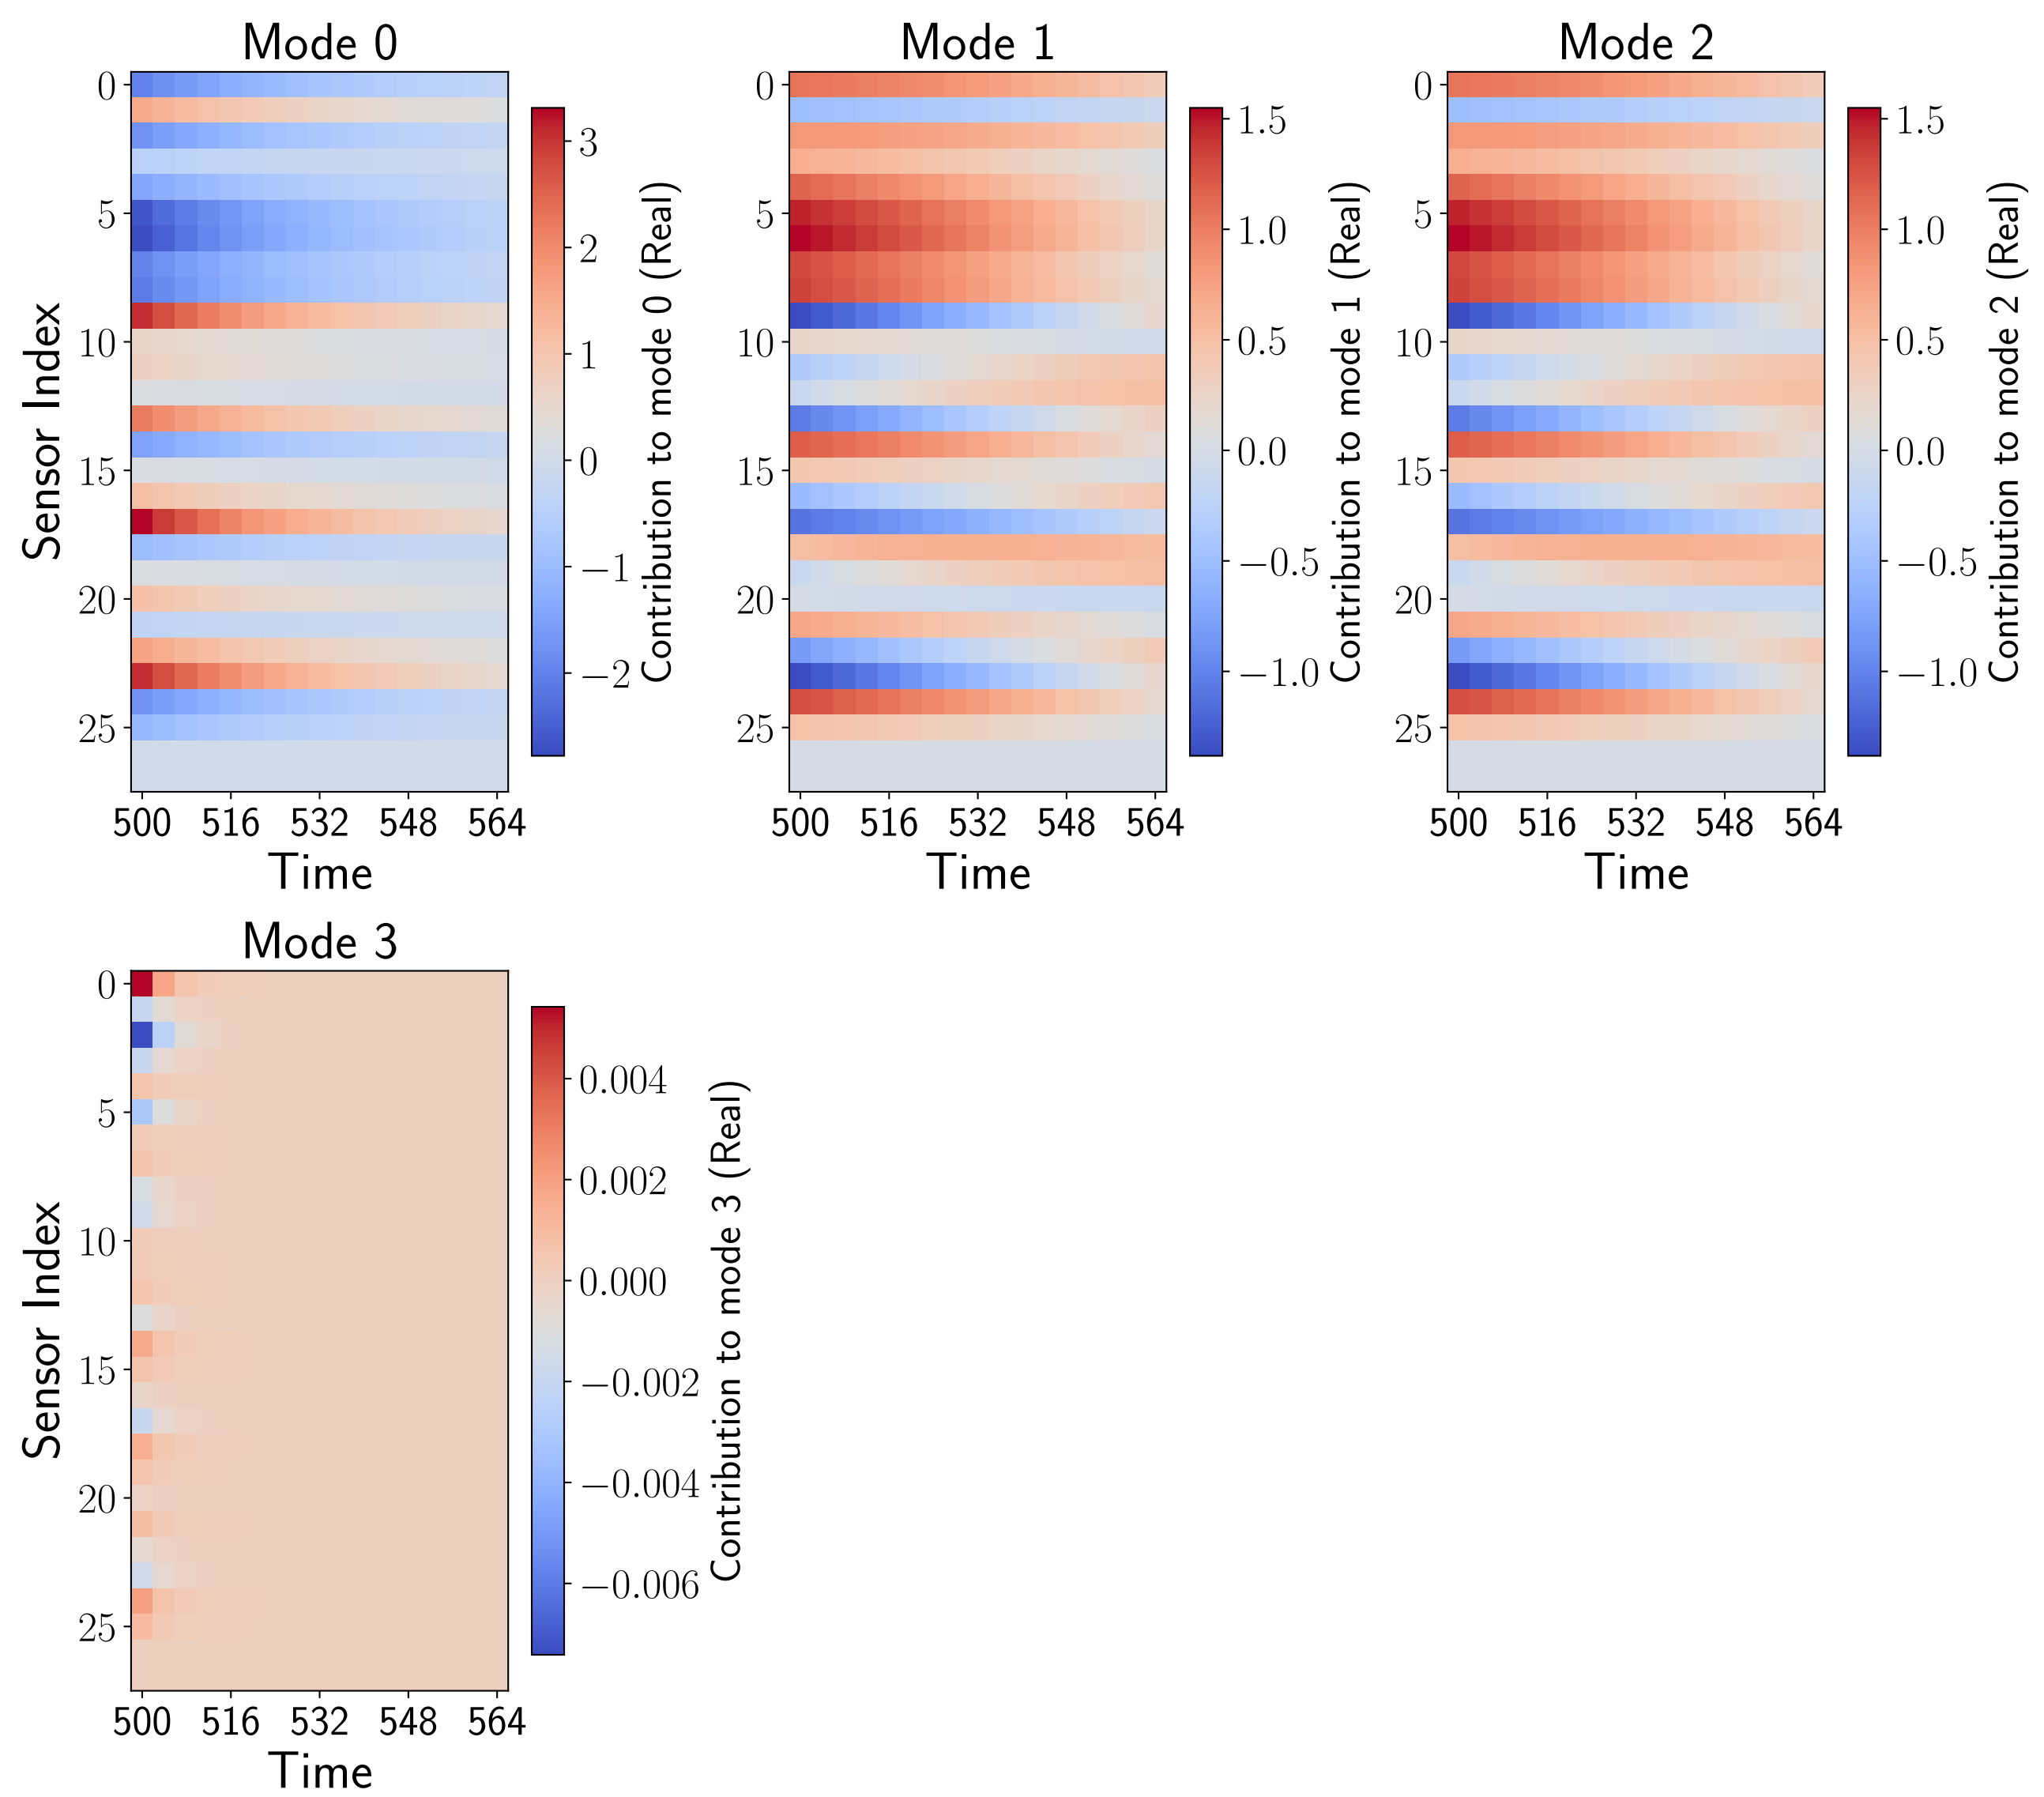 Mode 0
0
5
10
15
20
25
Sensor Index
500 516 532 548 564
Time
3
2
1
0
−1
−2
Contribution to mode 0 (Real)
Mode 1
0
5
10
15
20
25
500 516 532 548 564
Time
1.5
1.0
0.5
0.0
−0.5
−1.0
Contribution to mode 1 (Real)
Mode 2
0
5
10
15
20
25
500 516 532 548 564
Time
1.5
1.0
0.5
0.0
−0.5
−1.0
Contribution to mode 2 (Real)
Mode 3
0
5
10
15
20
25
Sensor Index
500 516 532 548 564
Time
0.004
0.002
0.000
−0.002
−0.004
−0.006
Contribution to mode 3 (Real)